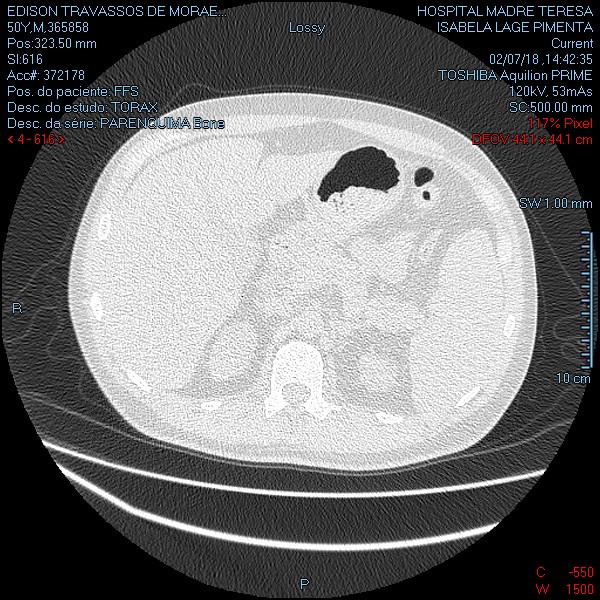 EDISON TRAVASSOS DE MORAE...
50Y,M,365858
Pos:323.50 mm
SI:616
Acc#: 372178
Pos. do paciente: FFS
Desc. do estudo: TORAX
Desc. da série: PARENQUIMA Bone
< 4 - 616 >
Lossy
HOSPITAL MADRE TERESA
ISABELA LAGE PIMENTA
Current
02/07/18 ,14:42:35
TOSHIBA Aquilion PRIME
120kV, 53mAs
SC:500.00 mm
117% Pixel
DFOV:44.1 x 44.1 cm
SW:1.00 mm
R
10 cm
P
C -550
W 1500